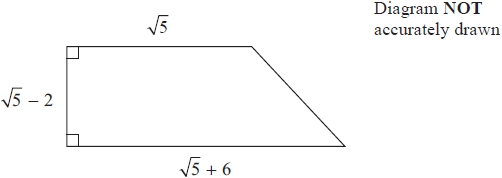 √5
Diagram NOT
accurately drawn
√5 − 2
√5 + 6